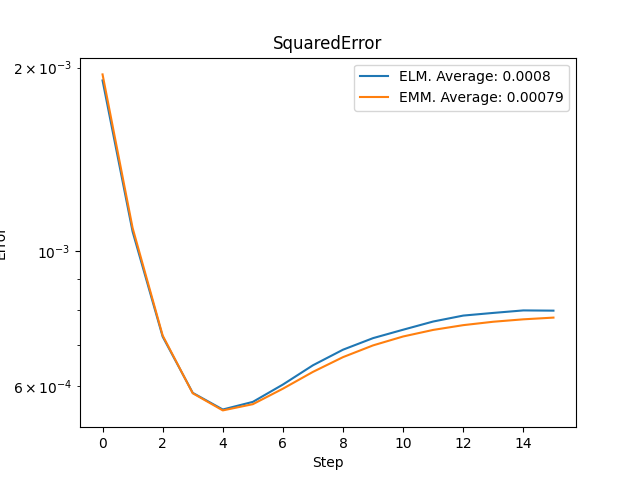 SquaredError
ELM. Average: 0.0008
EMM. Average: 0.00079
2 × 10⁻³
10⁻³
6 × 10⁻⁴
Error
0 2 4 6 8 10 12 14
Step